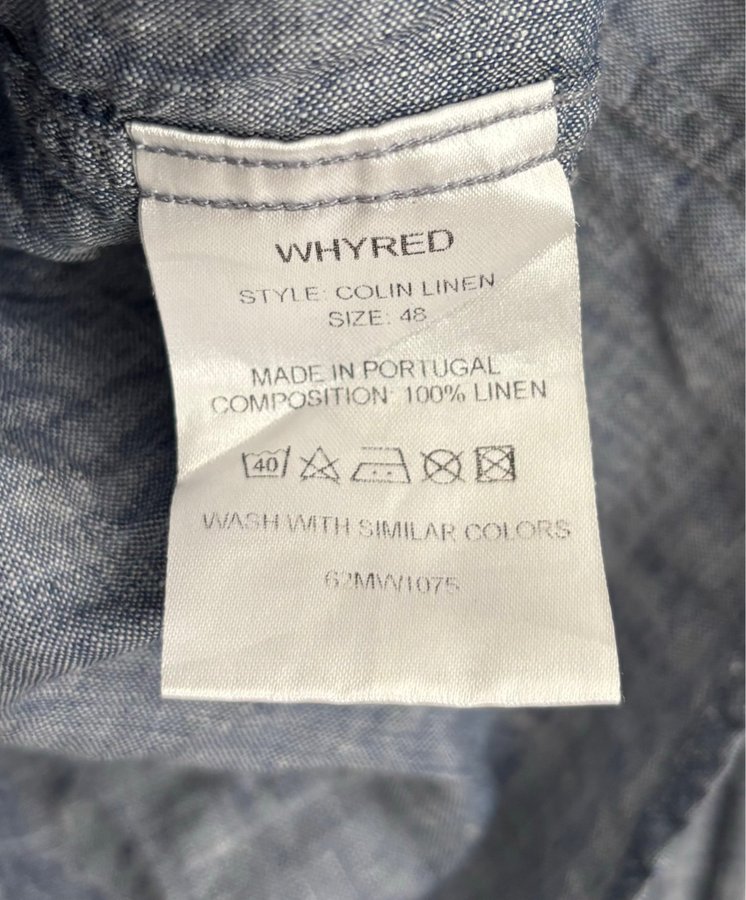 WHYRED
STYLE: COLIN LINEN
SIZE: 48
MADE IN PORTUGAL
COMPOSITION: 100% LINEN
40
WASH WITH SIMILAR COLORS
62MW1075